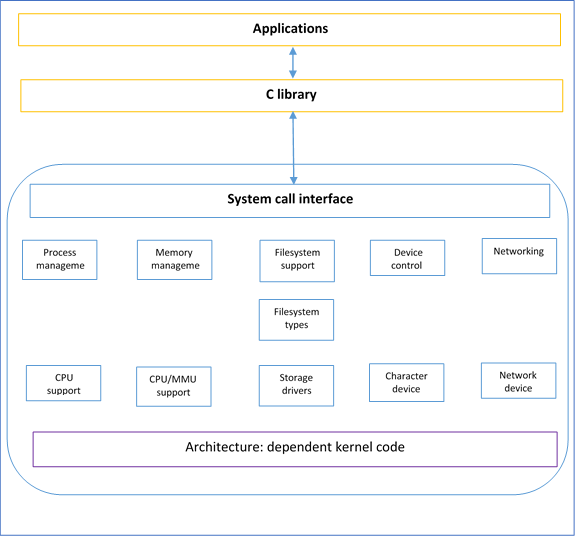 Applications
C library
System call interface
Process
manageme
Memory
manageme
Filesystem
support
Device
control
Networking
Filesystem
types
CPU
support
CPU/MMU
support
Storage
drivers
Character
device
Network
device
Architecture: dependent kernel code